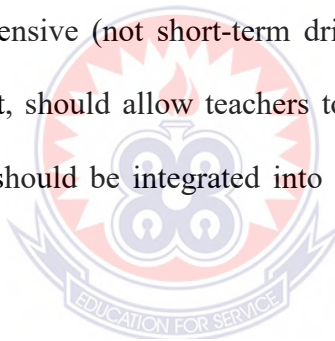 ensive (not short-term dri
t, should allow teachers to
should be integrated into
EDUCATION FOR SERVICE